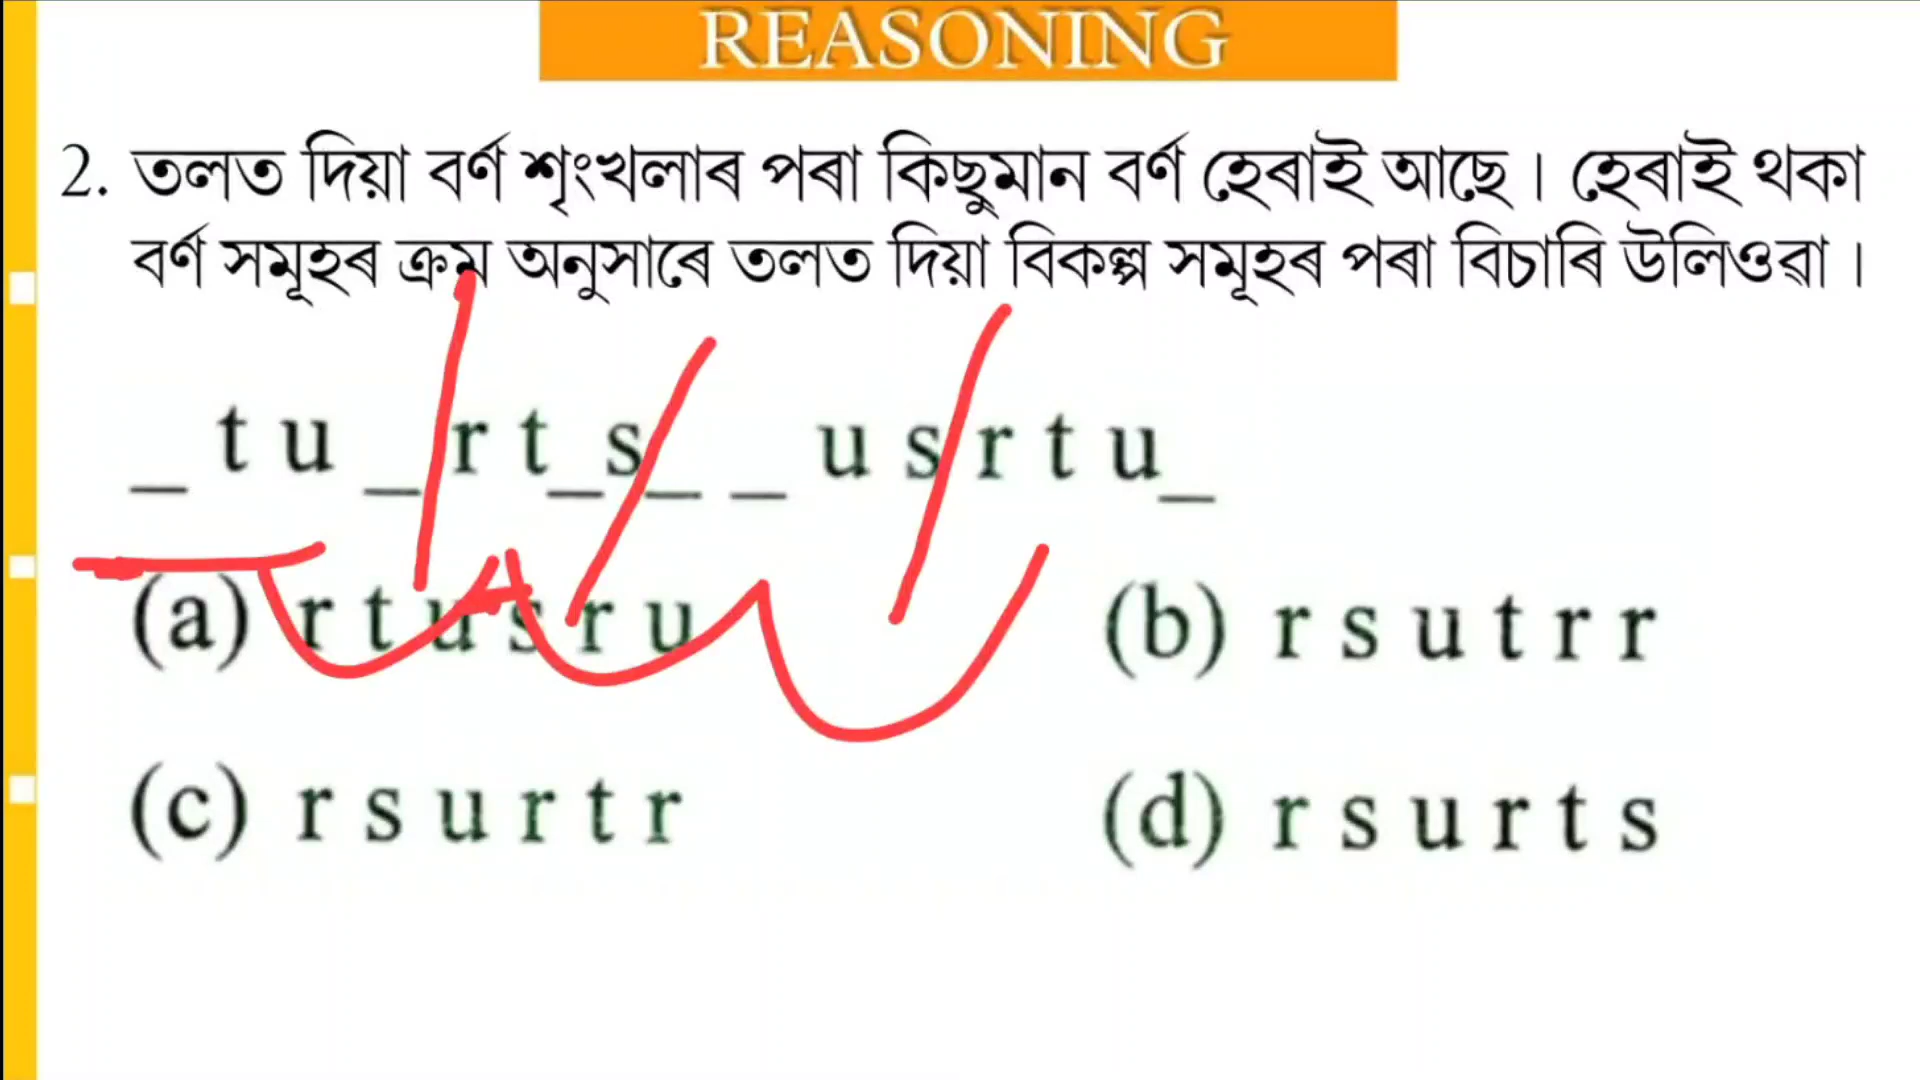 REASONING
2. তলত দিয়া বৰ্ণ শৃংখলাৰ পৰা কিছুমান বৰ্ণ হেৰাই আছে। হেৰাই থকা
বৰ্ণ সমূহৰ ক্ৰম অনুসাৰে তলত দিয়া বিকল্প সমূহৰ পৰা বিচাৰি উলিওৱা।
_ t u _ r t _ s _ _ u s r t u _
(a) r t u s r u (b) r s u t r r
(c) r s u r t r (d) r s u r t s